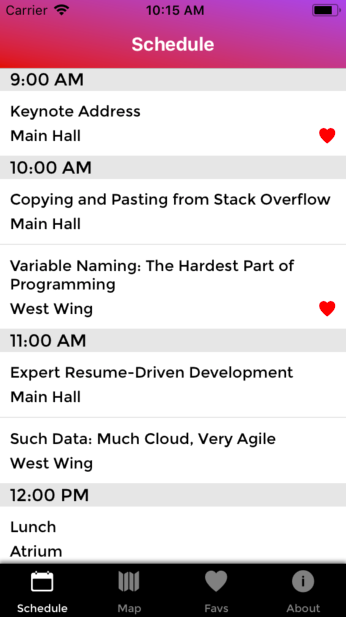 Carrier 10:15 AM
Schedule
9:00 AM
Keynote Address
Main Hall
10:00 AM
Copying and Pasting from Stack Overflow
Main Hall
Variable Naming: The Hardest Part of
Programming
West Wing
11:00 AM
Expert Resume-Driven Development
Main Hall
Such Data: Much Cloud, Very Agile
West Wing
12:00 PM
Lunch
Atrium
Schedule Map Favs About